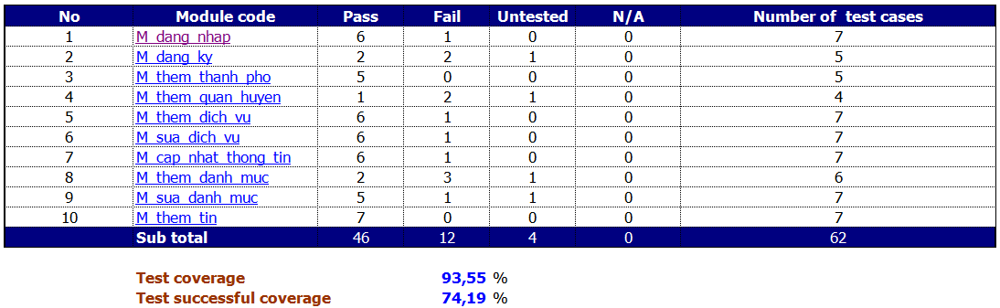 No Module code Pass Fail Untested N/A Number of test cases
1 M_dang_nhap 6 1 0 0 7
2 M_dang_ky 2 2 1 0 5
3 M_them_thanh_pho 5 0 0 0 5
4 M_them_quan_huyen 1 2 1 0 4
5 M_them_dich_vu 6 1 0 0 7
6 M_sua_dich_vu 6 1 0 0 7
7 M_cap_nhat_thong_tin 6 1 0 0 7
8 M_them_danh_muc 2 3 1 0 6
9 M_sua_danh_muc 5 1 1 0 7
10 M_them_tin 7 0 0 0 7
Sub total 46 12 4 0 62
Test coverage 93,55 %
Test successful coverage 74,19 %